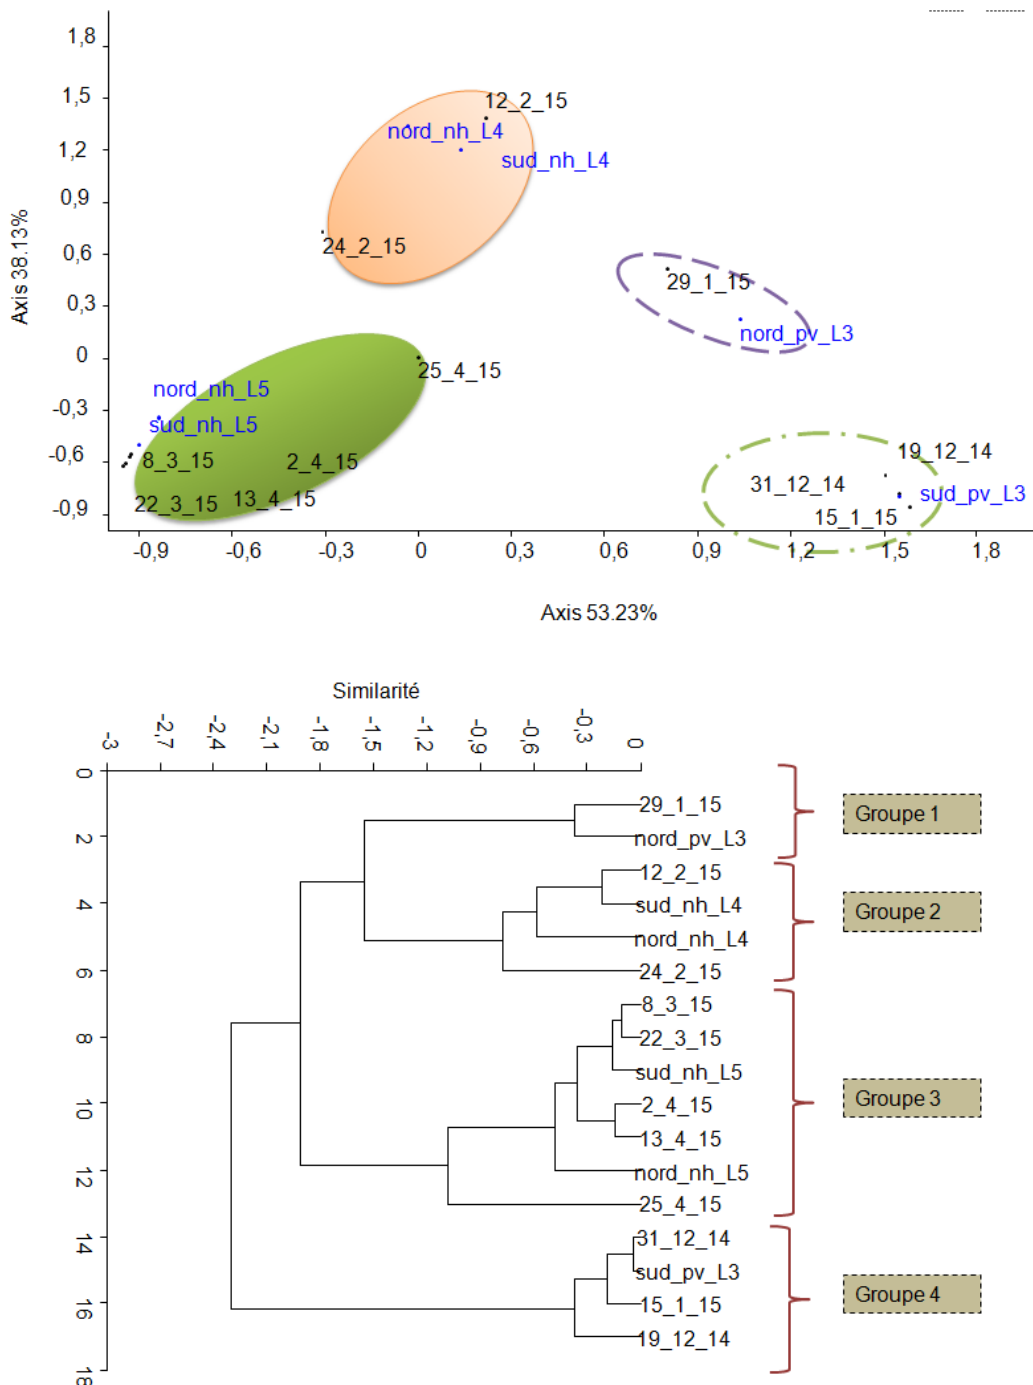 1,8
1,5
1,2
0,9
0,6
0,3
0
-0,3
-0,6
-0,9
Axis 38.13%
12_2_15
nord_nh_L4
sud_nh_L4
24_2_15
29_1_15
nord_pv_L3
25_4_15
nord_nh_L5
sud_nh_L5
8_3_15
2_4_15
22_3_15
13_4_15
19_12_14
31_12_14
sud_pv_L3
15_1_15
-0,9 -0,6 -0,3 0 0,3 0,6 0,9 1,2 1,5 1,8
Axis 53.23%
Similarité
-3 -2,7 -2,4 -2,1 -1,8 -1,5 -1,2 -0,9 -0,6 -0,3 0
0
2
4
6
8
10
12
14
16
18
29_1_15
nord_pv_L3
12_2_15
sud_nh_L4
nord_nh_L4
24_2_15
8_3_15
22_3_15
sud_nh_L5
2_4_15
13_4_15
nord_nh_L5
25_4_15
31_12_14
sud_pv_L3
15_1_15
19_12_14
Groupe 1
Groupe 2
Groupe 3
Groupe 4